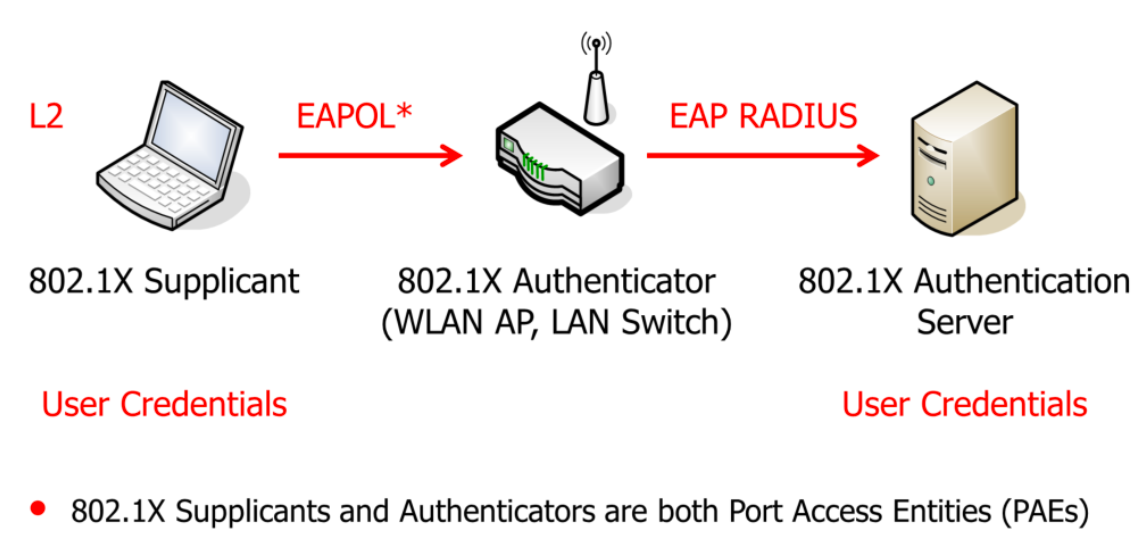 L2
EAPOL*
EAP RADIUS
802.1X Supplicant
802.1X Authenticator
(WLAN AP, LAN Switch)
802.1X Authentication
Server
User Credentials
User Credentials
• 802.1X Supplicants and Authenticators are both Port Access Entities (PAEs)